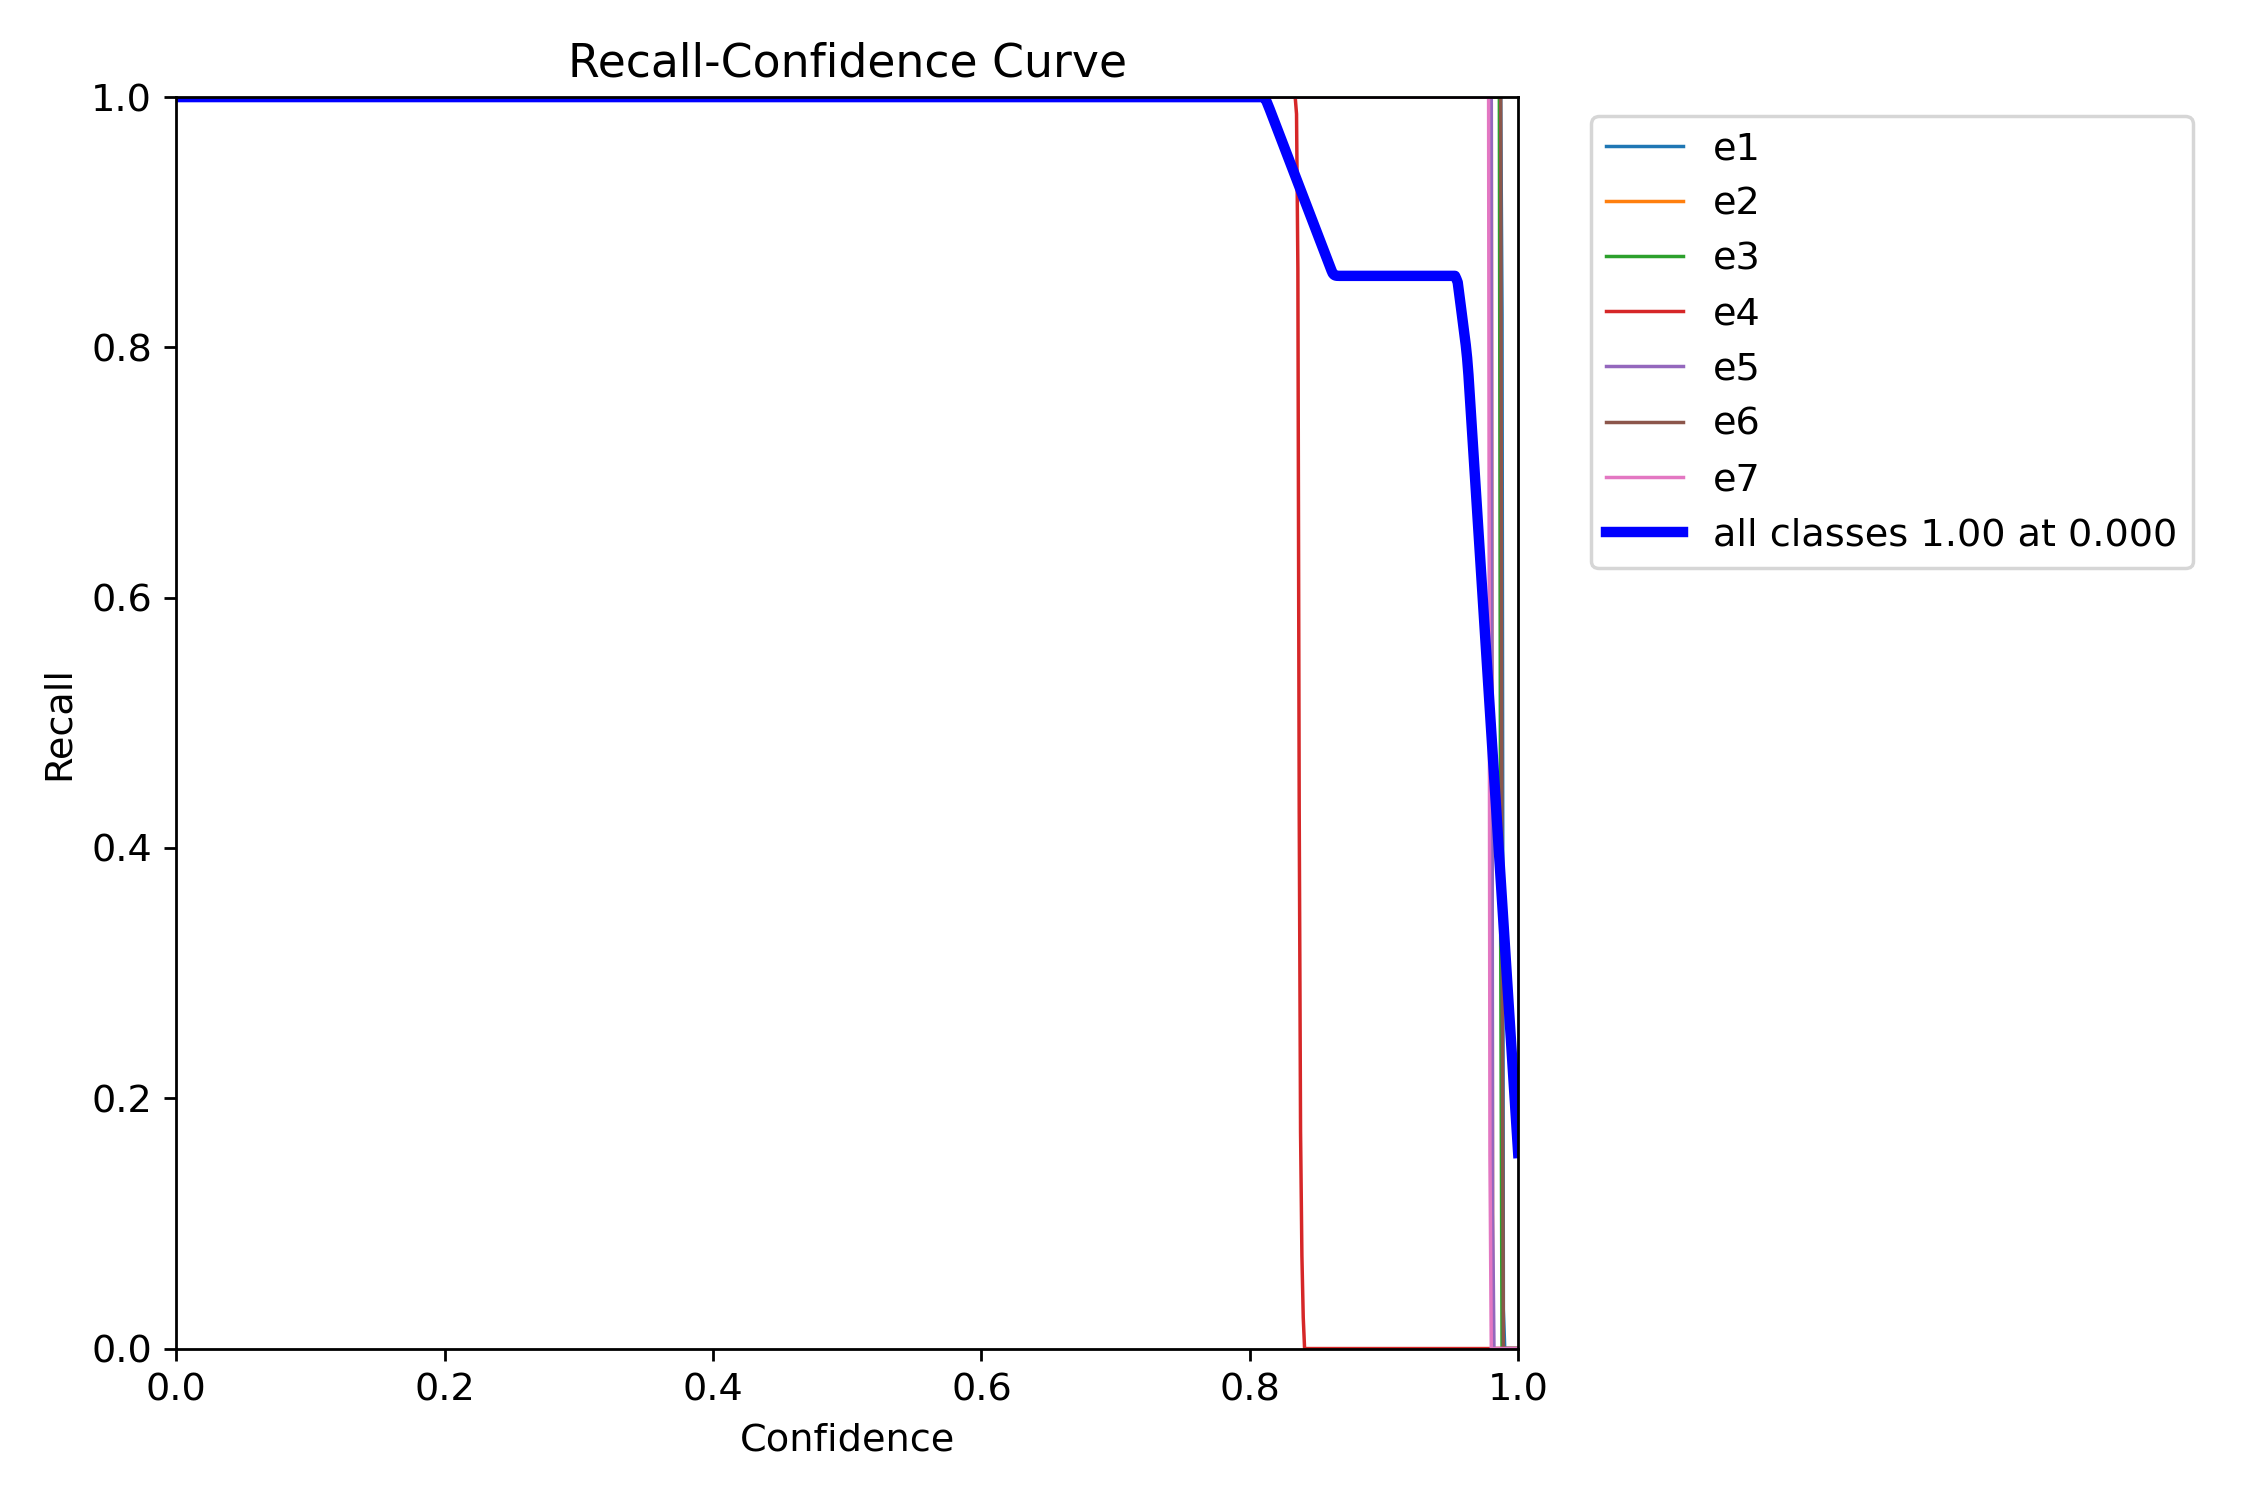 Recall-Confidence Curve
1.0
0.8
0.6
0.4
0.2
0.0
Recall
0.0 0.2 0.4 0.6 0.8 1.0
Confidence
e1
e2
e3
e4
e5
e6
e7
all classes 1.00 at 0.000